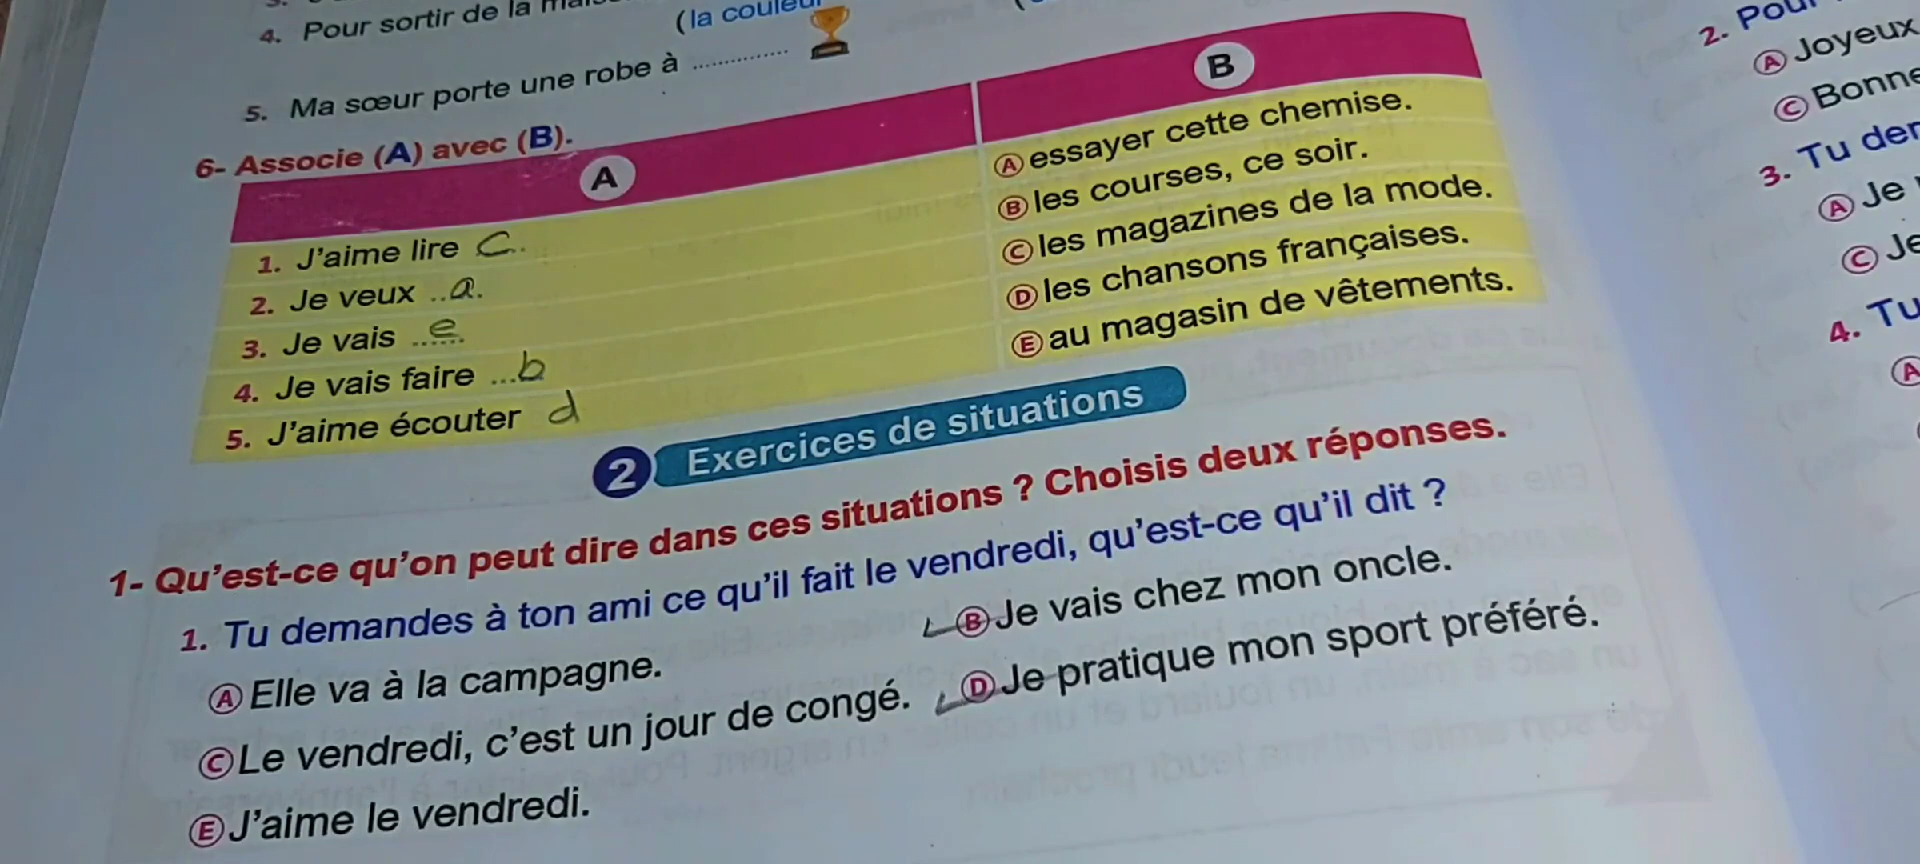 4. Pour sortir de la
(la couleur
5. Ma sœur porte une robe à ..............
6- Associe (A) avec (B).
A
B
1. J'aime lire C..
2. Je veux ..a.
3. Je vais ...e...
4. Je vais faire ...b
5. J'aime écouter d
A essayer cette chemise.
B les courses, ce soir.
C les magazines de la mode.
D les chansons françaises.
E au magasin de vêtements.
2 Exercices de situations
1- Qu'est-ce qu'on peut dire dans ces situations ? Choisis deux réponses.
1. Tu demandes à ton ami ce qu'il fait le vendredi, qu'est-ce qu'il dit ?
A Elle va à la campagne.
B Je vais chez mon oncle.
C Le vendredi, c'est un jour de congé.
D Je pratique mon sport préféré.
E J'aime le vendredi.
2. Pour
A Joyeux
C Bonne
3. Tu
A Je
C Je
4. Tu
A